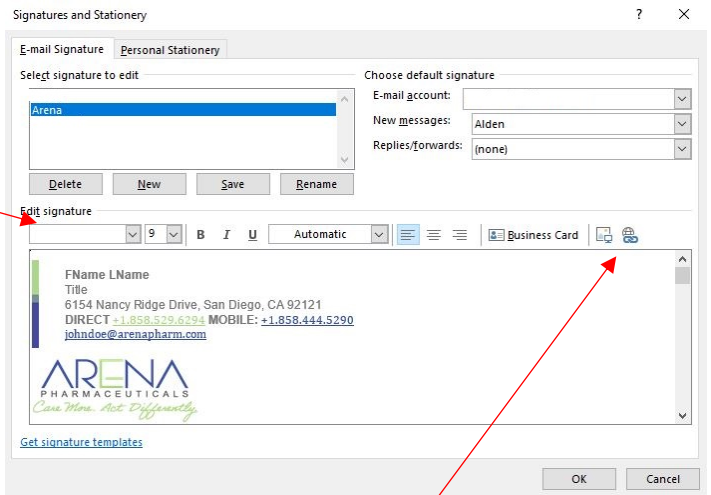 Signatures and Stationery
E-mail Signature Personal Stationery
Select signature to edit
Choose default signature
Arena
E-mail account:
New messages: Alden
Replies/forwards: (none)
Delete New Save Rename
Edit signature
9 B I U Automatic Business Card
FName LName
Title
6154 Nancy Ridge Drive, San Diego, CA 92121
DIRECT +1.858.529.6294 MOBILE: +1.858.444.5290
johndoe@arenapharm.com
ARENA
PHARMACEUTICALS
Care More. Act Differently.
Get signature templates
OK Cancel